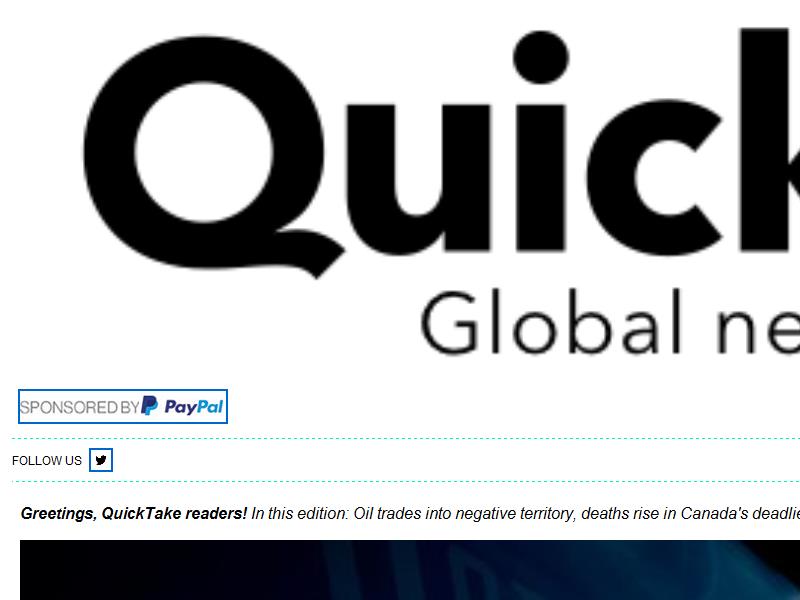 Quick
Global ne
SPONSORED BY PayPal
FOLLOW US
Greetings, QuickTake readers! In this edition: Oil trades into negative territory, deaths rise in Canada's deadlie